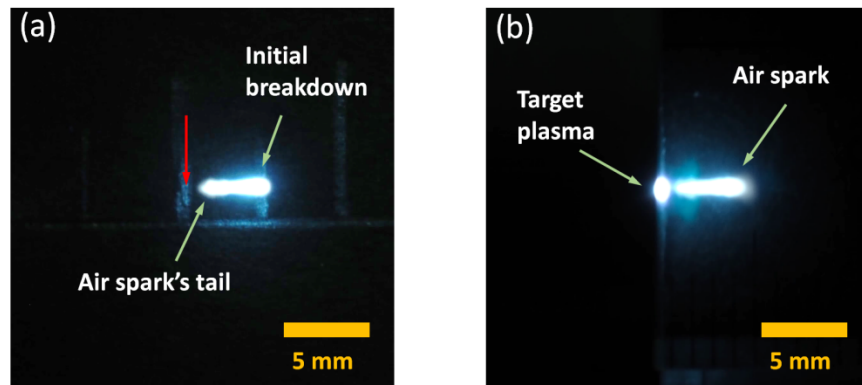 (a)
Initial
breakdown
Air spark's tail
5 mm
(b)
Air spark
Target
plasma
5 mm